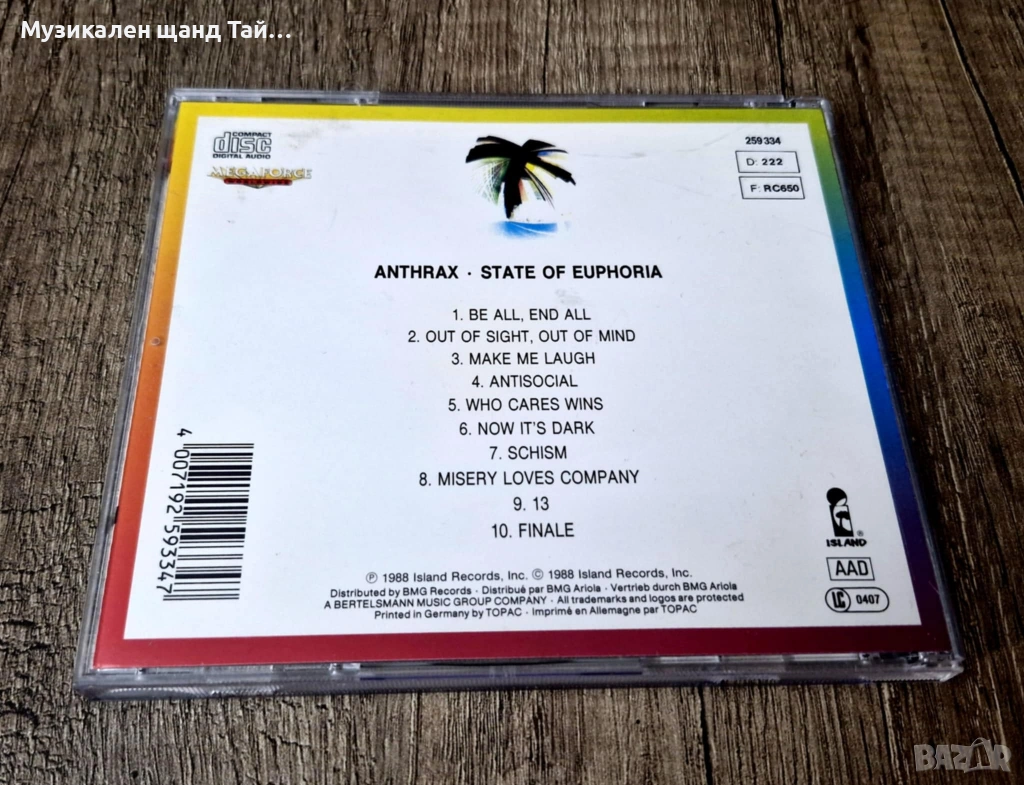 Музикален щанд Тай...
COMPACT
disc
DIGITAL AUDIO
MEGAFORCE
259 334
D: 222
F: RC650
ANTHRAX · STATE OF EUPHORIA
1. BE ALL, END ALL
2. OUT OF SIGHT, OUT OF MIND
3. MAKE ME LAUGH
4. ANTISOCIAL
5. WHO CARES WINS
6. NOW IT'S DARK
7. SCHISM
8. MISERY LOVES COMPANY
9. 13
10. FINALE
4 007192 593347
ISLAND ®
AAD
LC 0407
℗ 1988 Island Records, Inc. © 1988 Island Records, Inc.
Distributed by BMG Records · Distribué par BMG Ariola · Vertrieb durch BMG Ariola
A BERTELSMANN MUSIC GROUP COMPANY · All trademarks and logos are protected
Printed in Germany by TOPAC · Imprimé en Allemagne par TOPAC
BAZAR